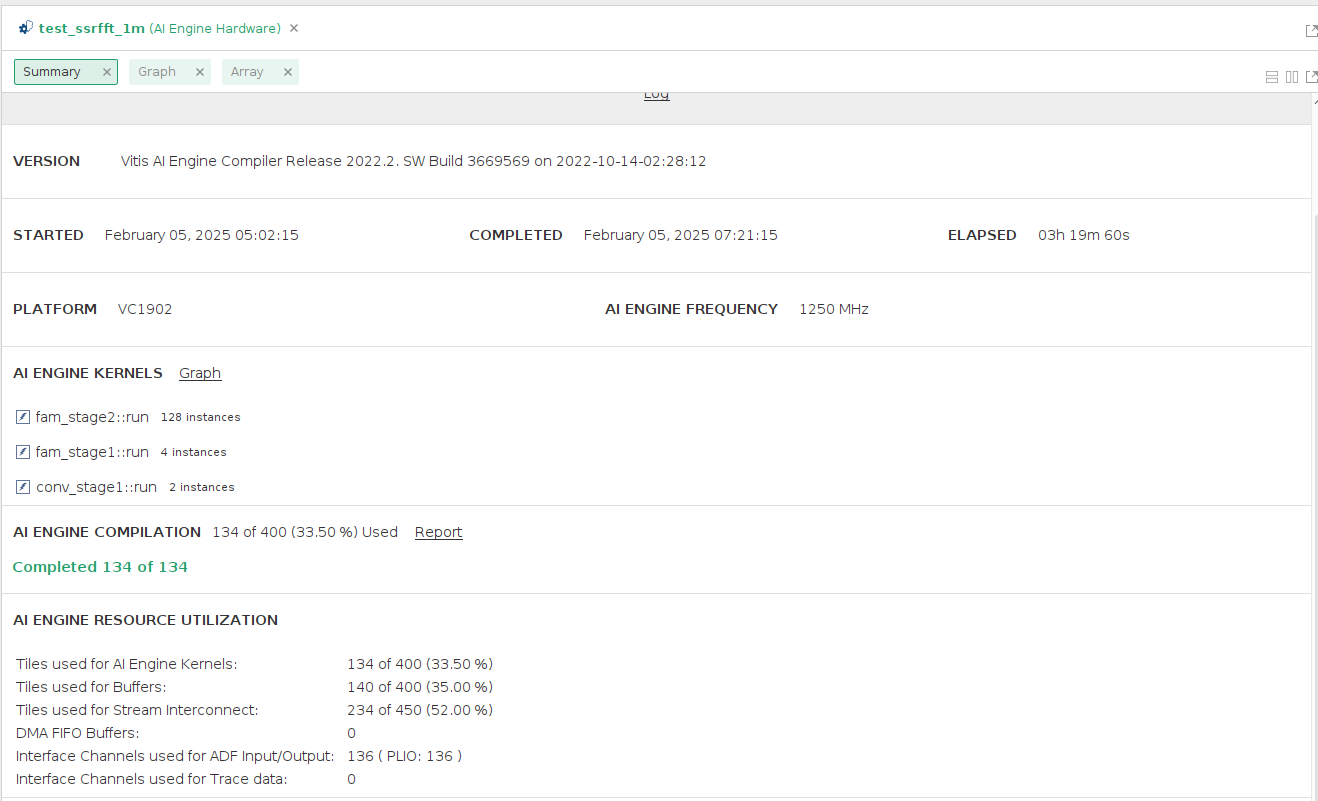 test_ssrfft_1m (AI Engine Hardware) ×
Summary × Graph × Array ×
Log
VERSION Vitis AI Engine Compiler Release 2022.2. SW Build 3669569 on 2022-10-14-02:28:12
STARTED February 05, 2025 05:02:15 COMPLETED February 05, 2025 07:21:15 ELAPSED 03h 19m 60s
PLATFORM VC1902 AI ENGINE FREQUENCY 1250 MHz
AI ENGINE KERNELS Graph
fam_stage2::run 128 instances
fam_stage1::run 4 instances
conv_stage1::run 2 instances
AI ENGINE COMPILATION 134 of 400 (33.50 %) Used Report
Completed 134 of 134
AI ENGINE RESOURCE UTILIZATION
Tiles used for AI Engine Kernels: 134 of 400 (33.50 %)
Tiles used for Buffers: 140 of 400 (35.00 %)
Tiles used for Stream Interconnect: 234 of 450 (52.00 %)
DMA FIFO Buffers: 0
Interface Channels used for ADF Input/Output: 136 ( PLIO: 136 )
Interface Channels used for Trace data: 0